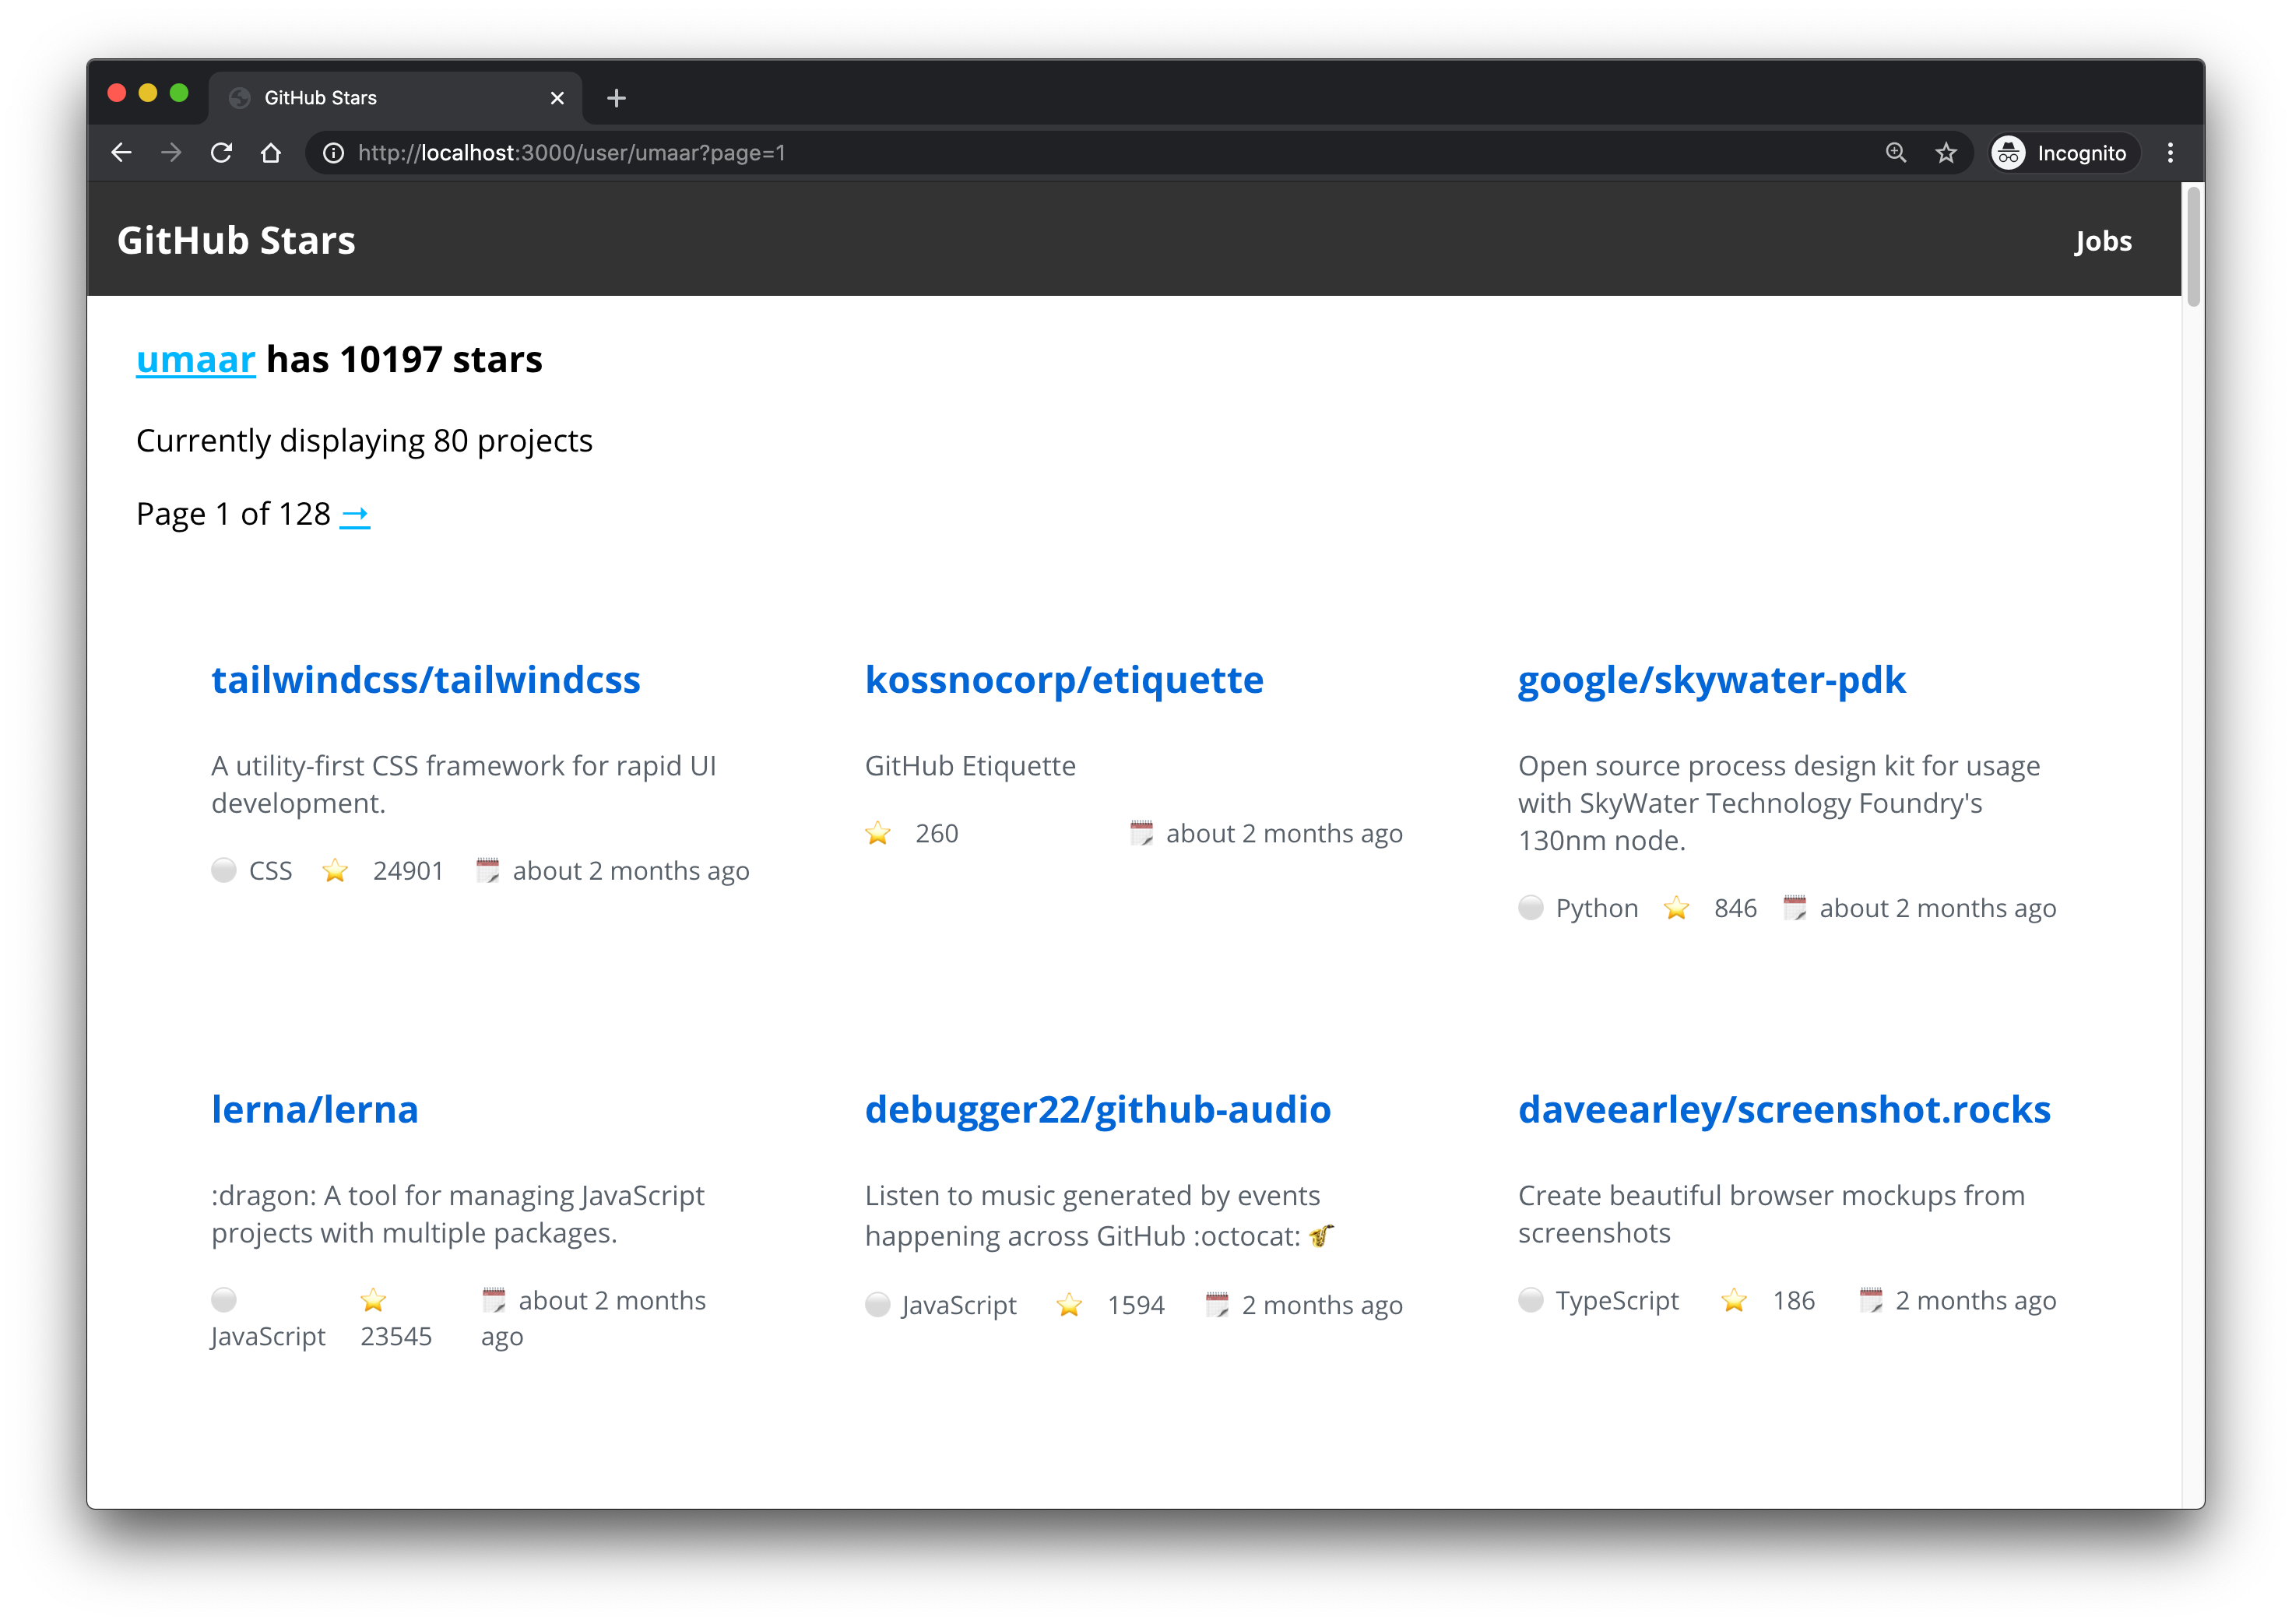 GitHub Stars
http://localhost:3000/user/umaar?page=1
Incognito
GitHub Stars
Jobs
umaar has 10197 stars
Currently displaying 80 projects
Page 1 of 128 →
tailwindcss/tailwindcss
A utility-first CSS framework for rapid UI
development.
CSS ⭐ 24901 🗓 about 2 months ago
kossnocorp/etiquette
GitHub Etiquette
⭐ 260 🗓 about 2 months ago
google/skywater-pdk
Open source process design kit for usage
with SkyWater Technology Foundry's
130nm node.
Python ⭐ 846 🗓 about 2 months ago
lerna/lerna
:dragon: A tool for managing JavaScript
projects with multiple packages.
JavaScript ⭐ 23545 🗓 about 2 months
ago
debugger22/github-audio
Listen to music generated by events
happening across GitHub :octocat: 🎷
JavaScript ⭐ 1594 🗓 2 months ago
daveearley/screenshot.rocks
Create beautiful browser mockups from
screenshots
TypeScript ⭐ 186 🗓 2 months ago